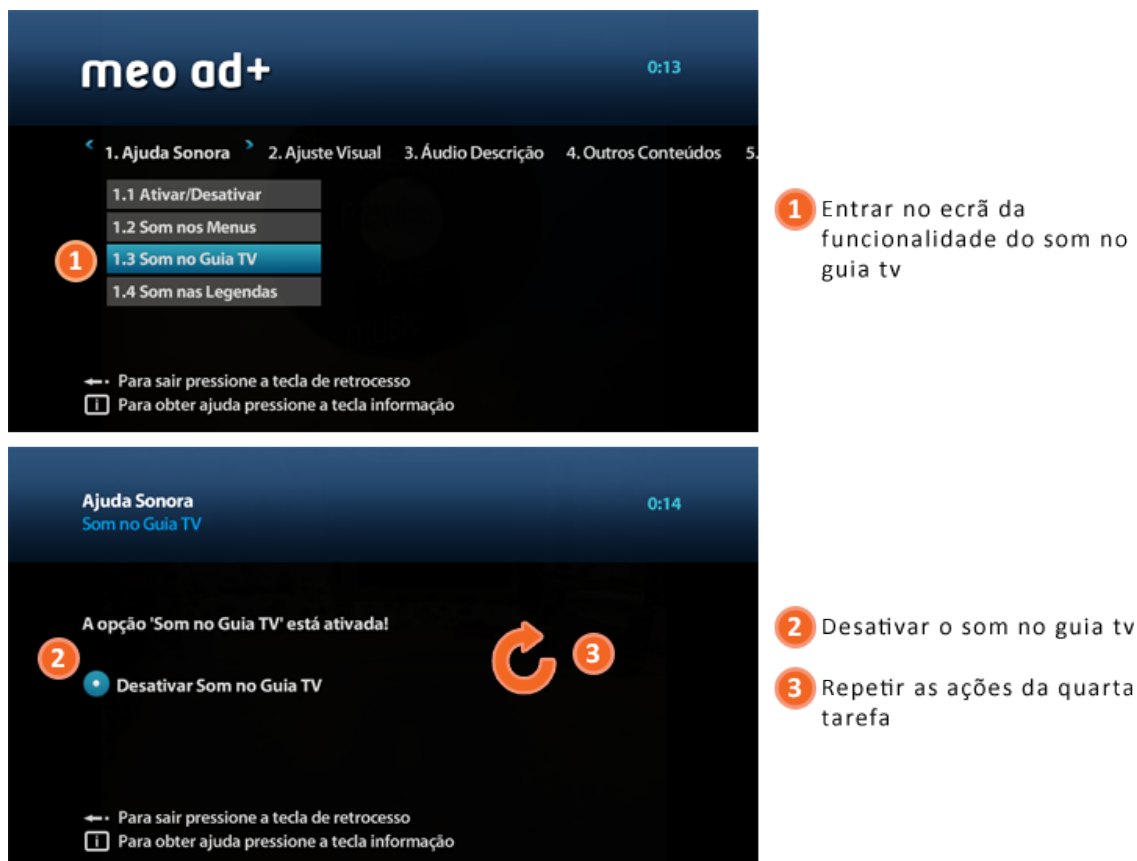 meo ad+
0:13
< 1. Ajuda Sonora > 2. Ajuste Visual 3. Áudio Descrição 4. Outros Conteúdos 5.
1.1 Ativar/Desativar
1.2 Som nos Menus
1 1.3 Som no Guia TV
1.4 Som nas Legendas
Para sair pressione a tecla de retrocesso
i Para obter ajuda pressione a tecla informação
1 Entrar no ecrã da
funcionalidade do som no
guia tv
Ajuda Sonora
0:14
Som no Guia TV
A opção 'Som no Guia TV' está ativada!
2
3
Desativar Som no Guia TV
Para sair pressione a tecla de retrocesso
i Para obter ajuda pressione a tecla informação
2 Desativar o som no guia tv
3 Repetir as ações da quarta
tarefa